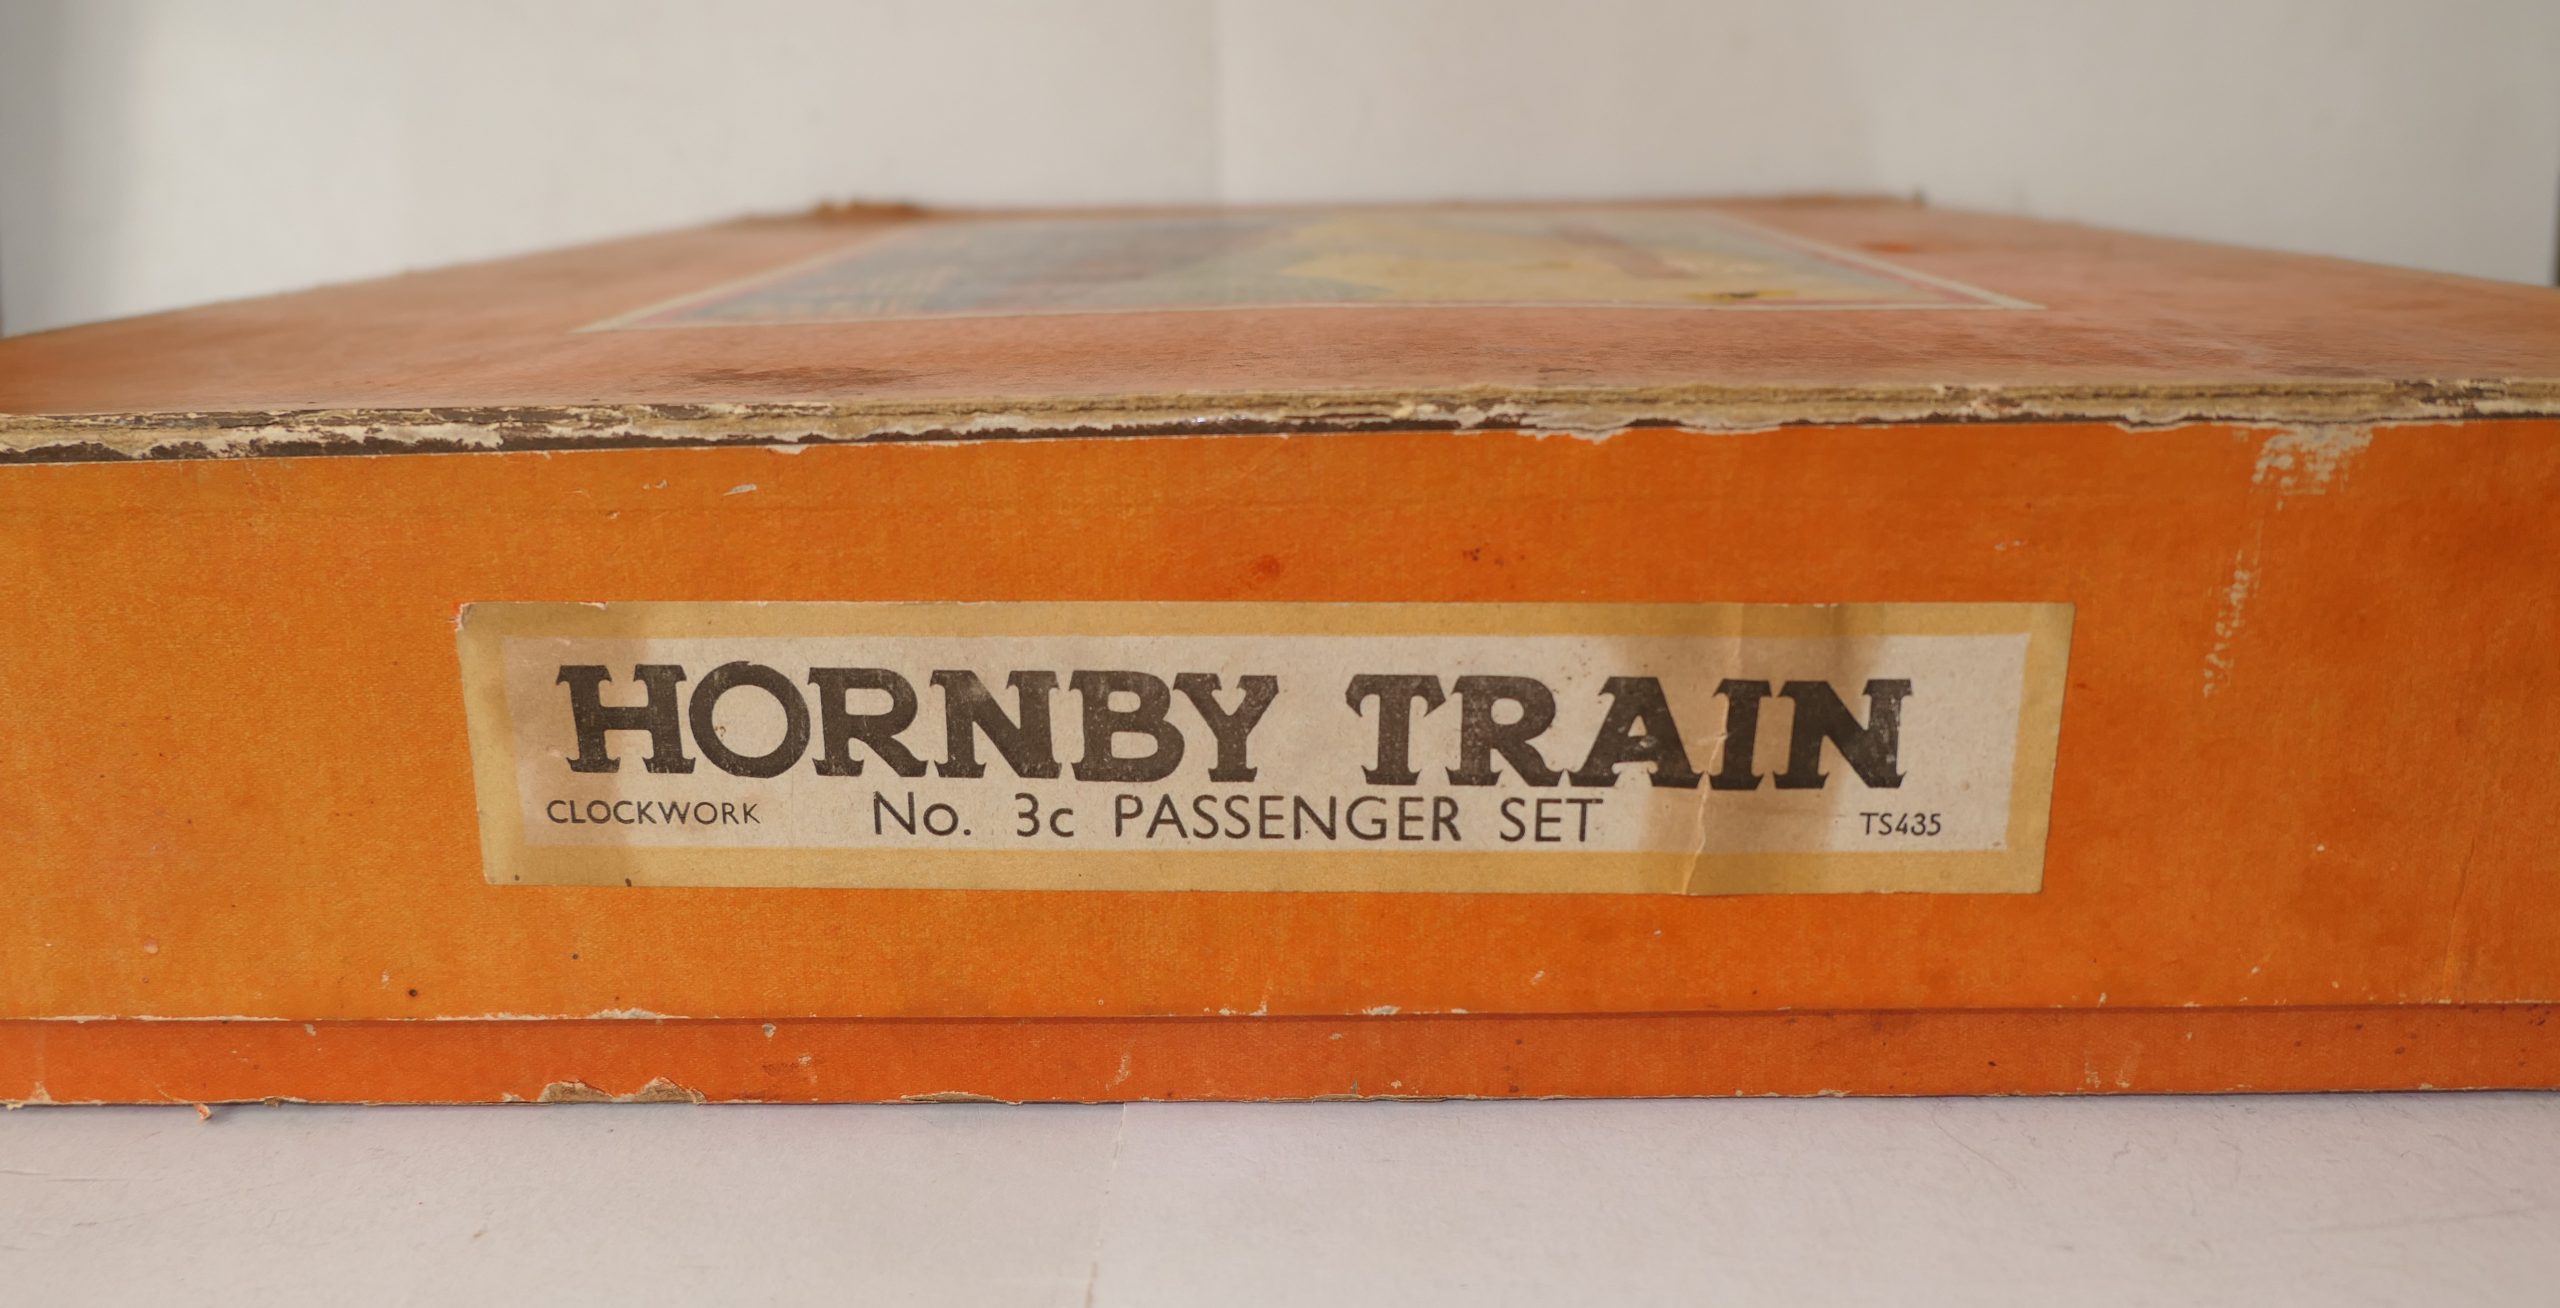 HORNBY TRAIN
CLOCKWORK No. 3c PASSENGER SET TS435